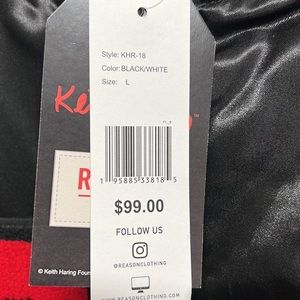 Style: KHR-18
Color:BLACK/WHITE
Size: L
1 95885 33818 5
$99.00
FOLLOW US
@REASONCLOTHING
© Keith Haring Foun